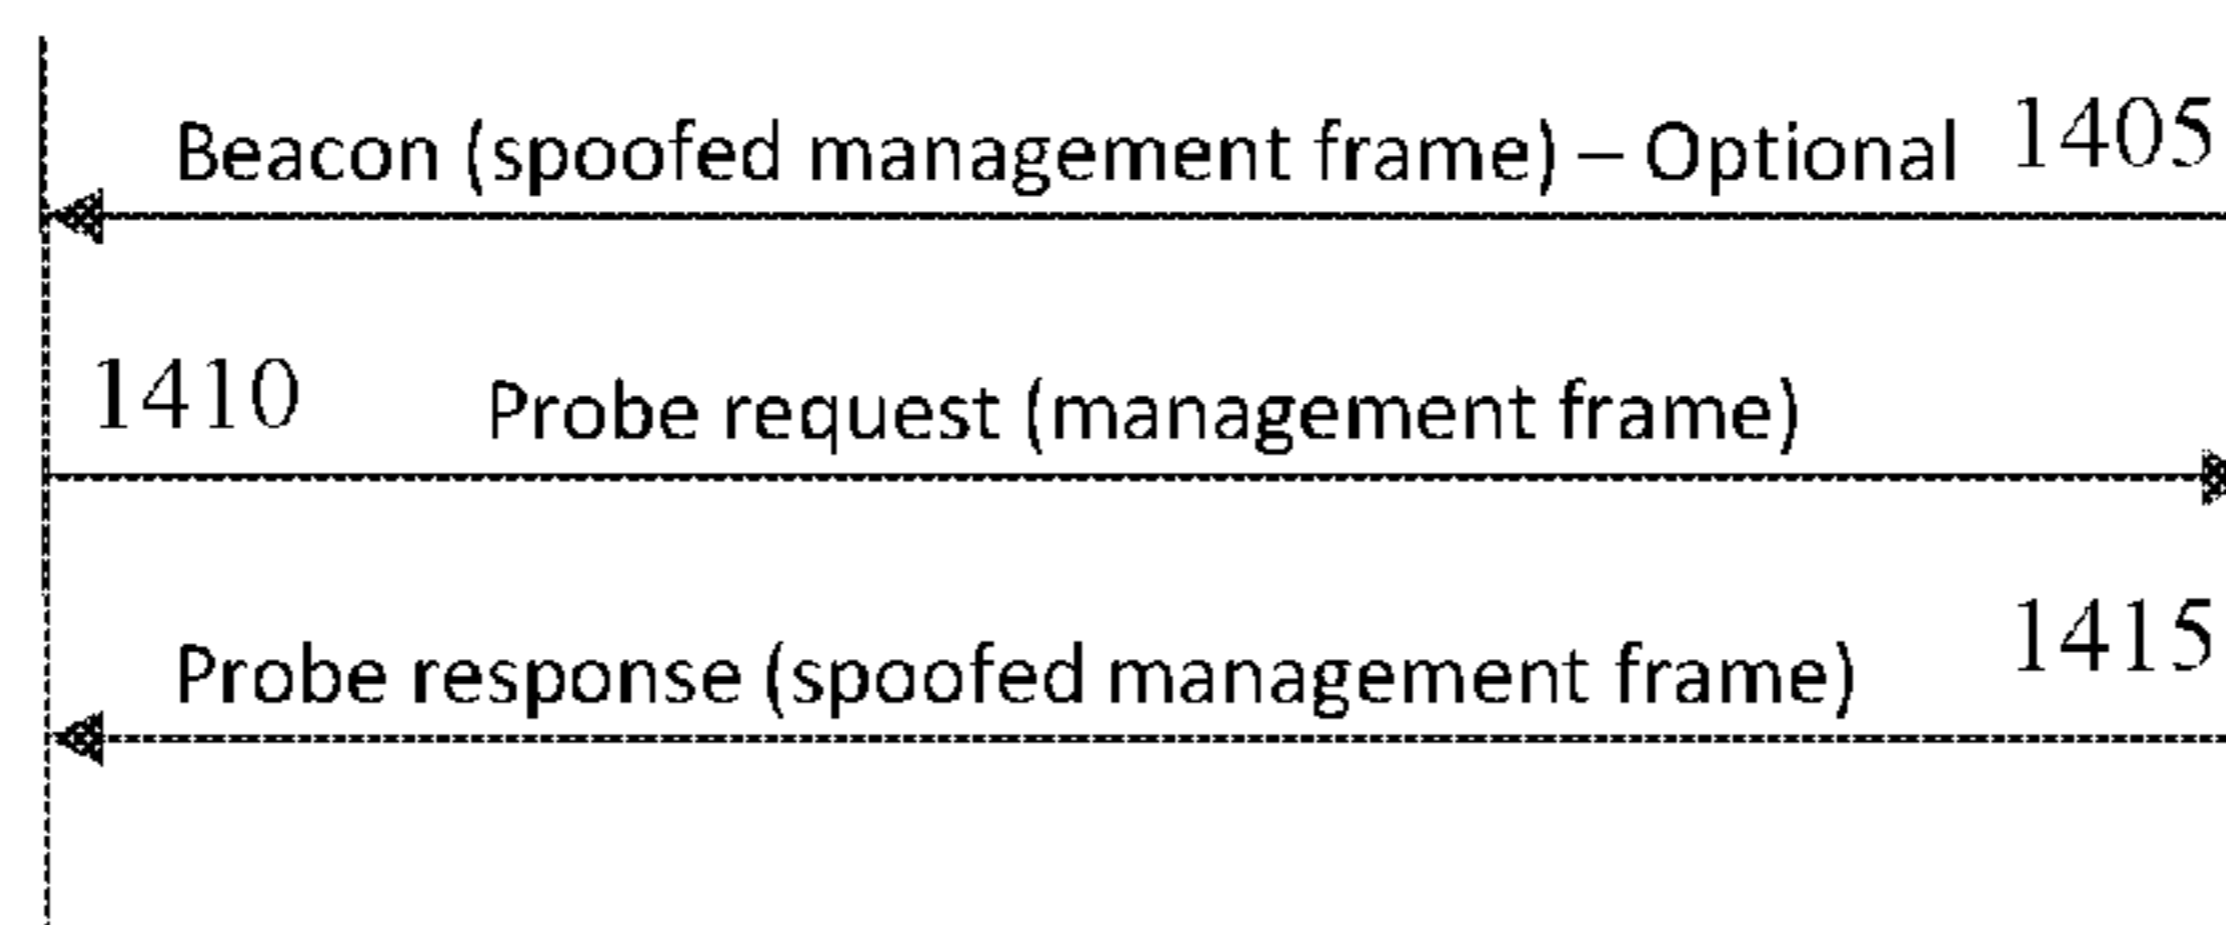 Beacon (spoofed management frame) – Optional 1405
1410 Probe request (management frame)
Probe response (spoofed management frame) 1415